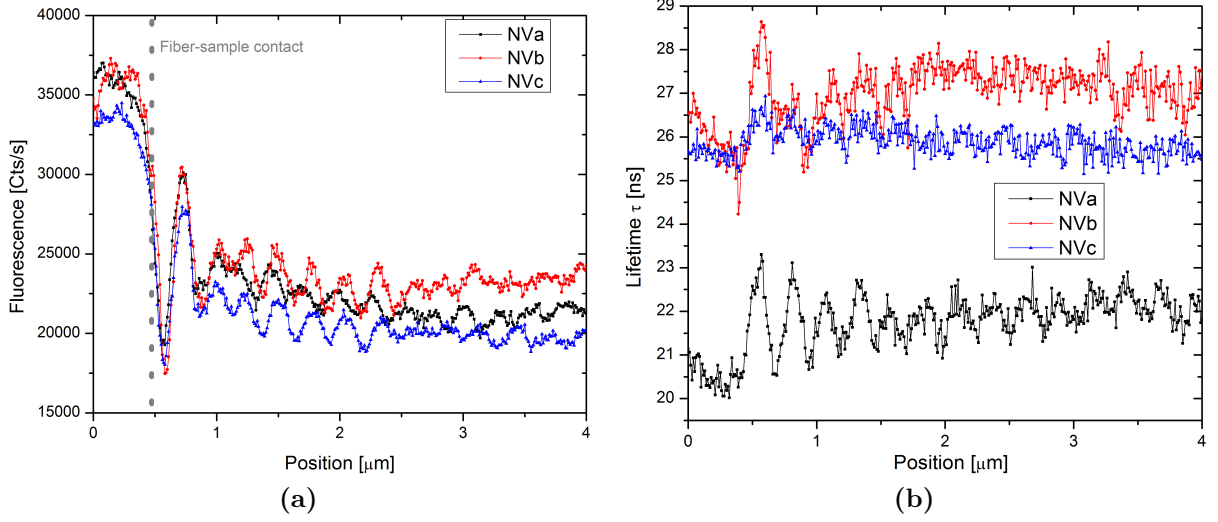 40000
35000
30000
25000
20000
15000
0
1
2
3
4
Fluorescence [Cts/s]
Position [μm]
Fiber-sample contact
NVa
NVb
NVc
(a)
29
28
27
26
25
24
23
22
21
20
0
1
2
3
4
Lifetime τ [ns]
Position [μm]
NVa
NVb
NVc
(b)